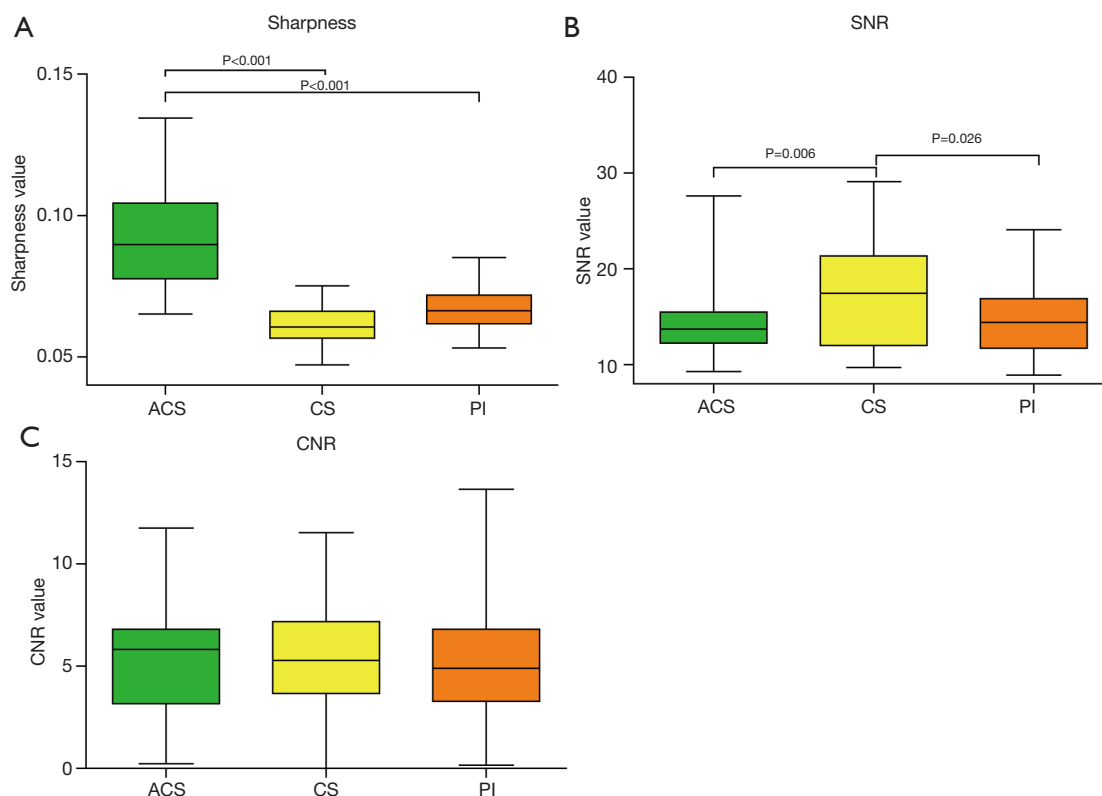 A
Sharpness
P<0.001
P<0.001
0.15
0.10
0.05
Sharpness value
ACS
CS
PI
B
SNR
P=0.006
P=0.026
40
30
20
10
SNR value
ACS
CS
PI
C
CNR
15
10
5
0
CNR value
ACS
CS
PI